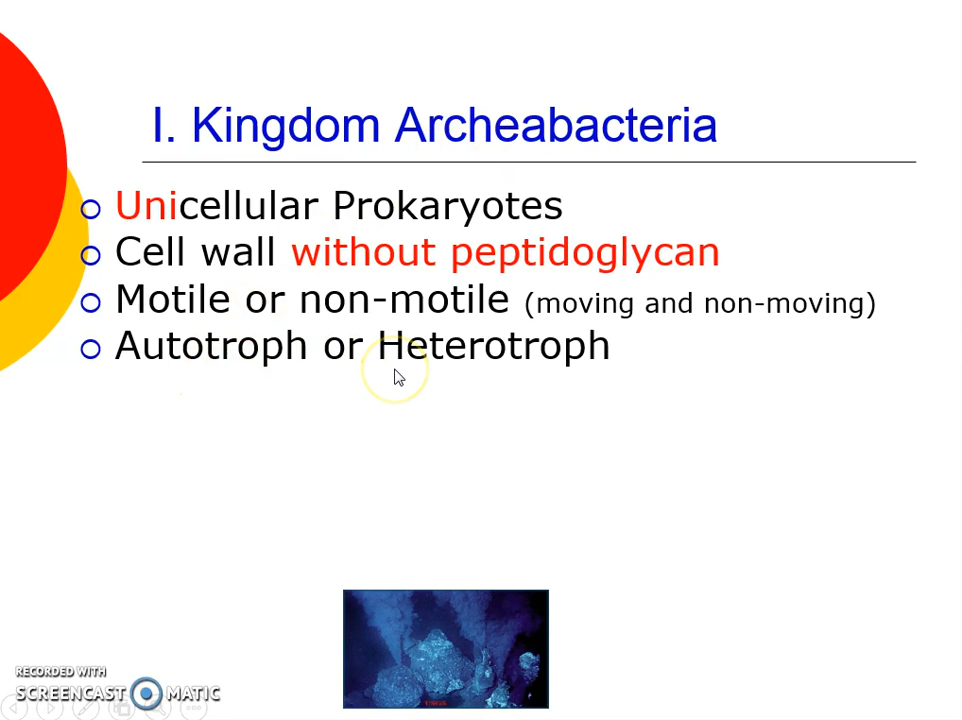 I. Kingdom Archeabacteria
Unicellular Prokaryotes
Cell wall without peptidoglycan
Motile or non-motile (moving and non-moving)
Autotroph or Heterotroph
RECORDED WITH
SCREENCAST MATIC